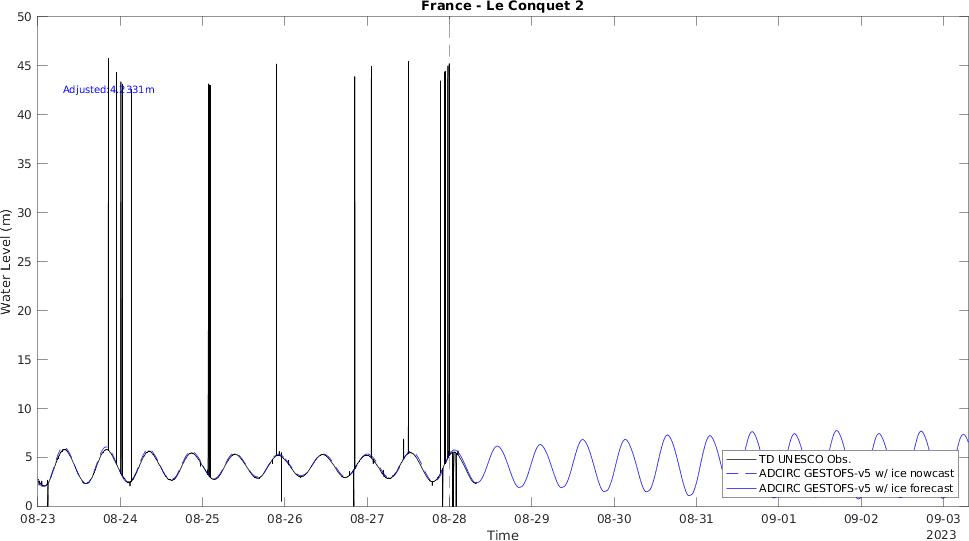 France - Le Conquet 2
50
45
40
35
30
25
20
15
10
5
0
Water Level (m)
Adjusted:4.2331m
TD UNESCO Obs.
ADCIRC GESTOFS-v5 w/ ice nowcast
ADCIRC GESTOFS-v5 w/ ice forecast
08-23 08-24 08-25 08-26 08-27 08-28 08-29 08-30 08-31 09-01 09-02 09-03
2023
Time